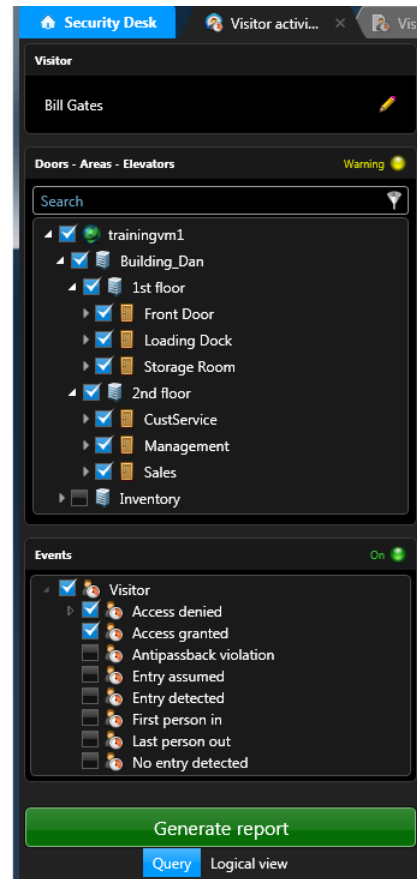 Security Desk Visitor activi... Vis
Visitor
Bill Gates
Doors - Areas - Elevators Warning
Search
trainingvm1
Building_Dan
1st floor
Front Door
Loading Dock
Storage Room
2nd floor
CustService
Management
Sales
Inventory
Events On
Visitor
Access denied
Access granted
Antipassback violation
Entry assumed
Entry detected
First person in
Last person out
No entry detected
Generate report
Query Logical view